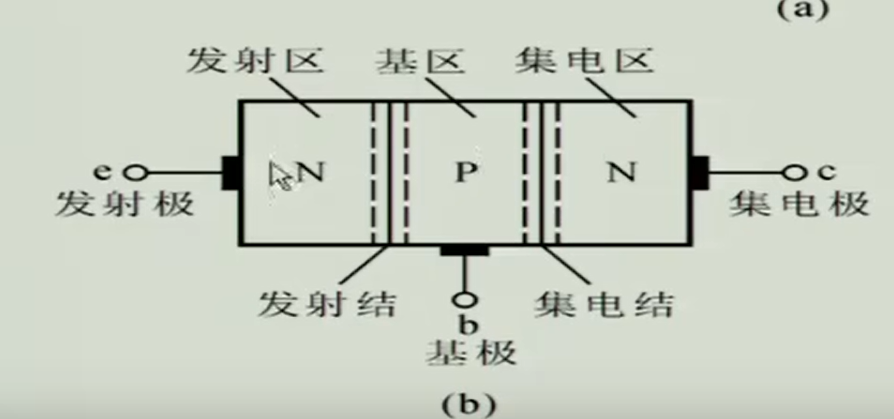 (a)
发射区 基区 集电区
e N P N c
发射极 集电极
发射结 b 集电结
基极
(b)